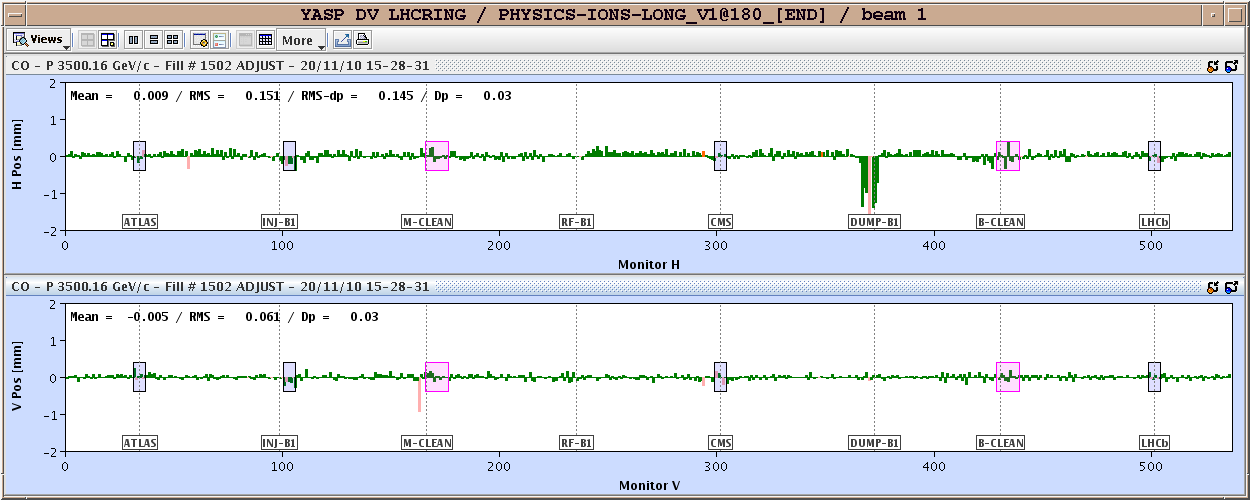 YASP DV LHCRING / PHYSICS-IONS-LONG_V1@180_[END] / beam 1
Views More
CO - P 3500.16 GeV/c - Fill # 1502 ADJUST - 20/11/10 15-28-31
Mean = 0.009 / RMS = 0.151 / RMS-dp = 0.145 / Dp = 0.03
H Pos [mm]
2
1
0
-1
-2
ATLAS INJ-B1 M-CLEAN RF-B1 CMS DUMP-B1 B-CLEAN LHCb
0 100 200 300 400 500
Monitor H
CO - P 3500.16 GeV/c - Fill # 1502 ADJUST - 20/11/10 15-28-31
Mean = -0.005 / RMS = 0.061 / Dp = 0.03
V Pos [mm]
2
1
0
-1
-2
ATLAS INJ-B1 M-CLEAN RF-B1 CMS DUMP-B1 B-CLEAN LHCb
0 100 200 300 400 500
Monitor V